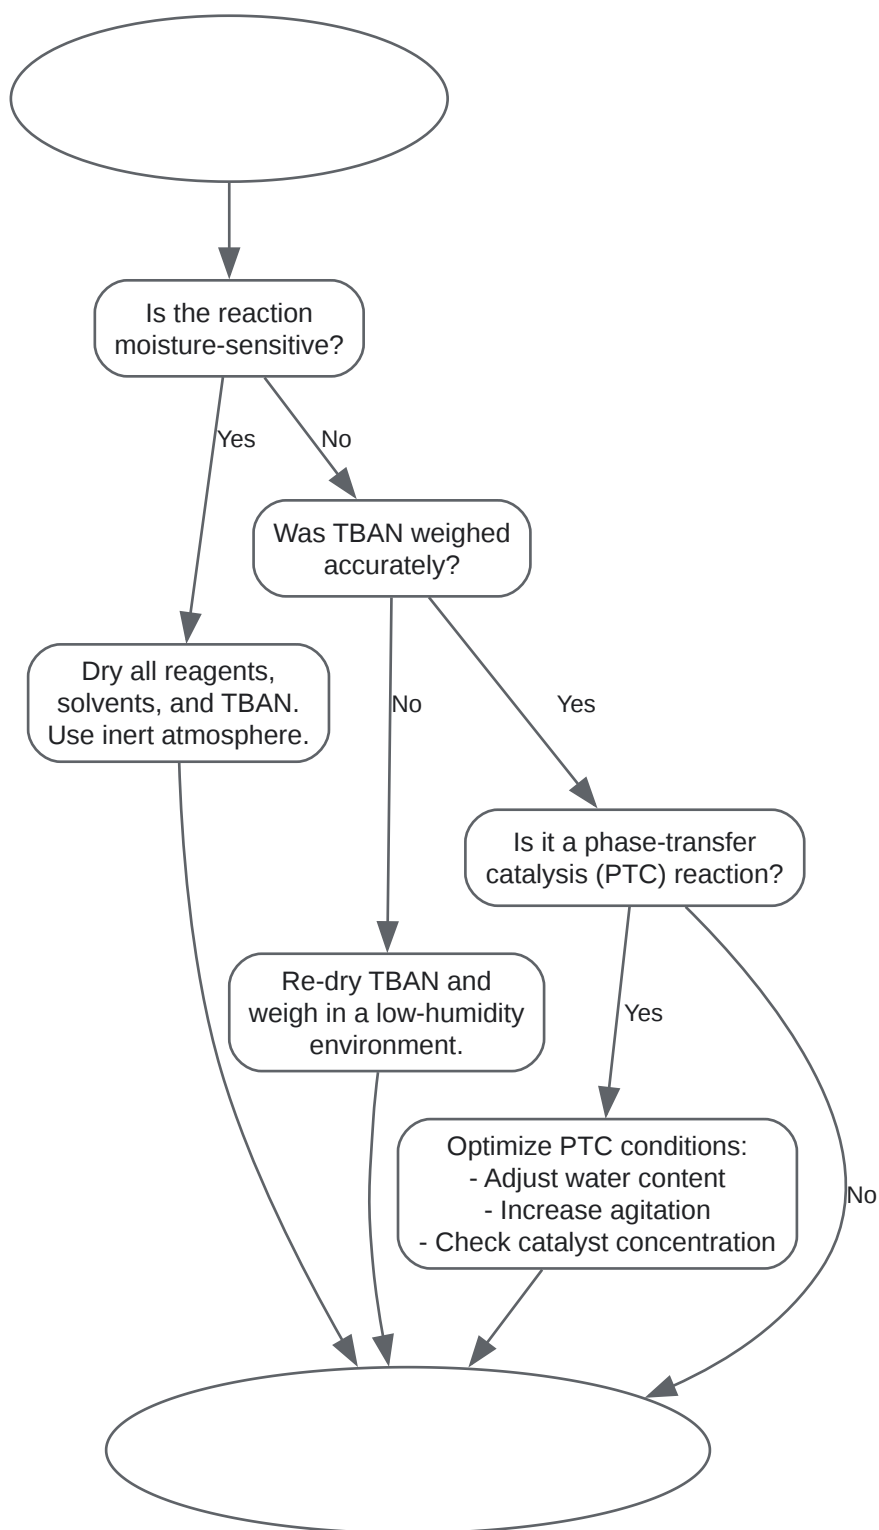 Is the reaction
moisture-sensitive?
Yes
No
Was TBAN weighed
accurately?
Dry all reagents,
solvents, and TBAN.
Use inert atmosphere.
No
Yes
Is it a phase-transfer
catalysis (PTC) reaction?
Re-dry TBAN and
weigh in a low-humidity
environment.
Yes
Optimize PTC conditions:
- Adjust water content
- Increase agitation
- Check catalyst concentration
No